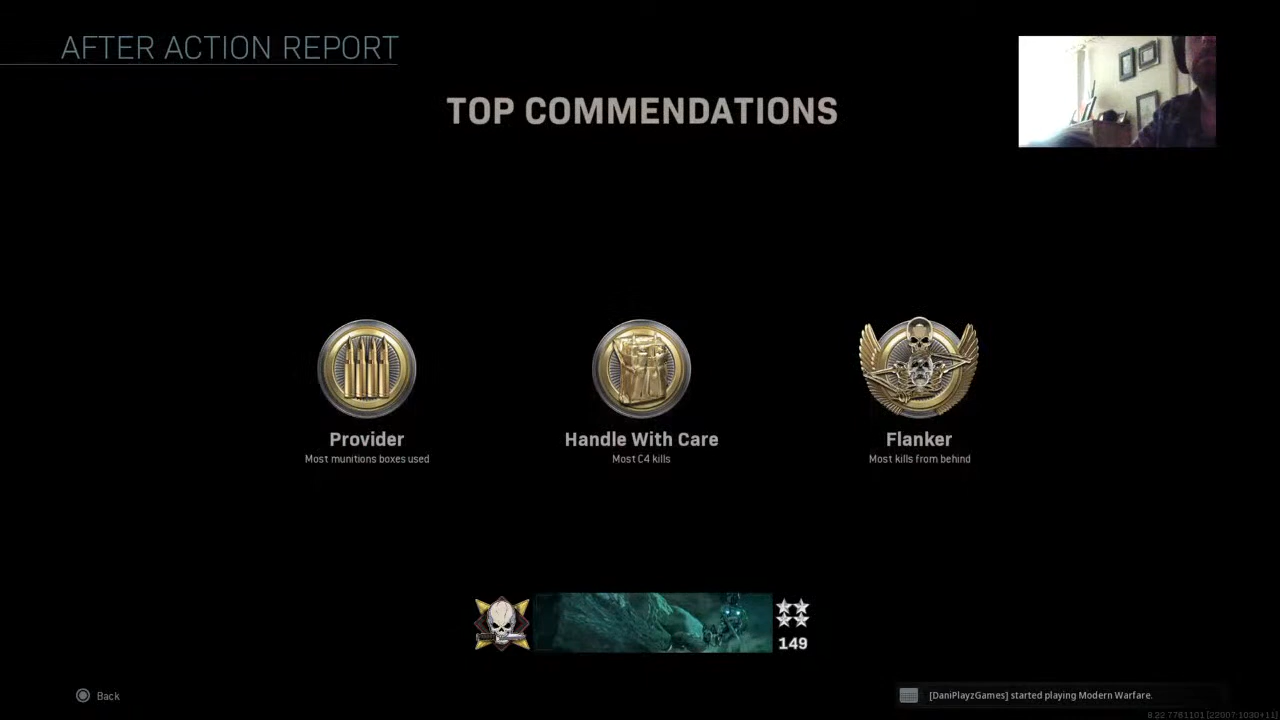 AFTER ACTION REPORT
TOP COMMENDATIONS
Provider
Most munitions boxes used
Handle With Care
Most C4 kills
Flanker
Most kills from behind
149
Back
[DaniPlayzGames] started playing Modern Warfare.